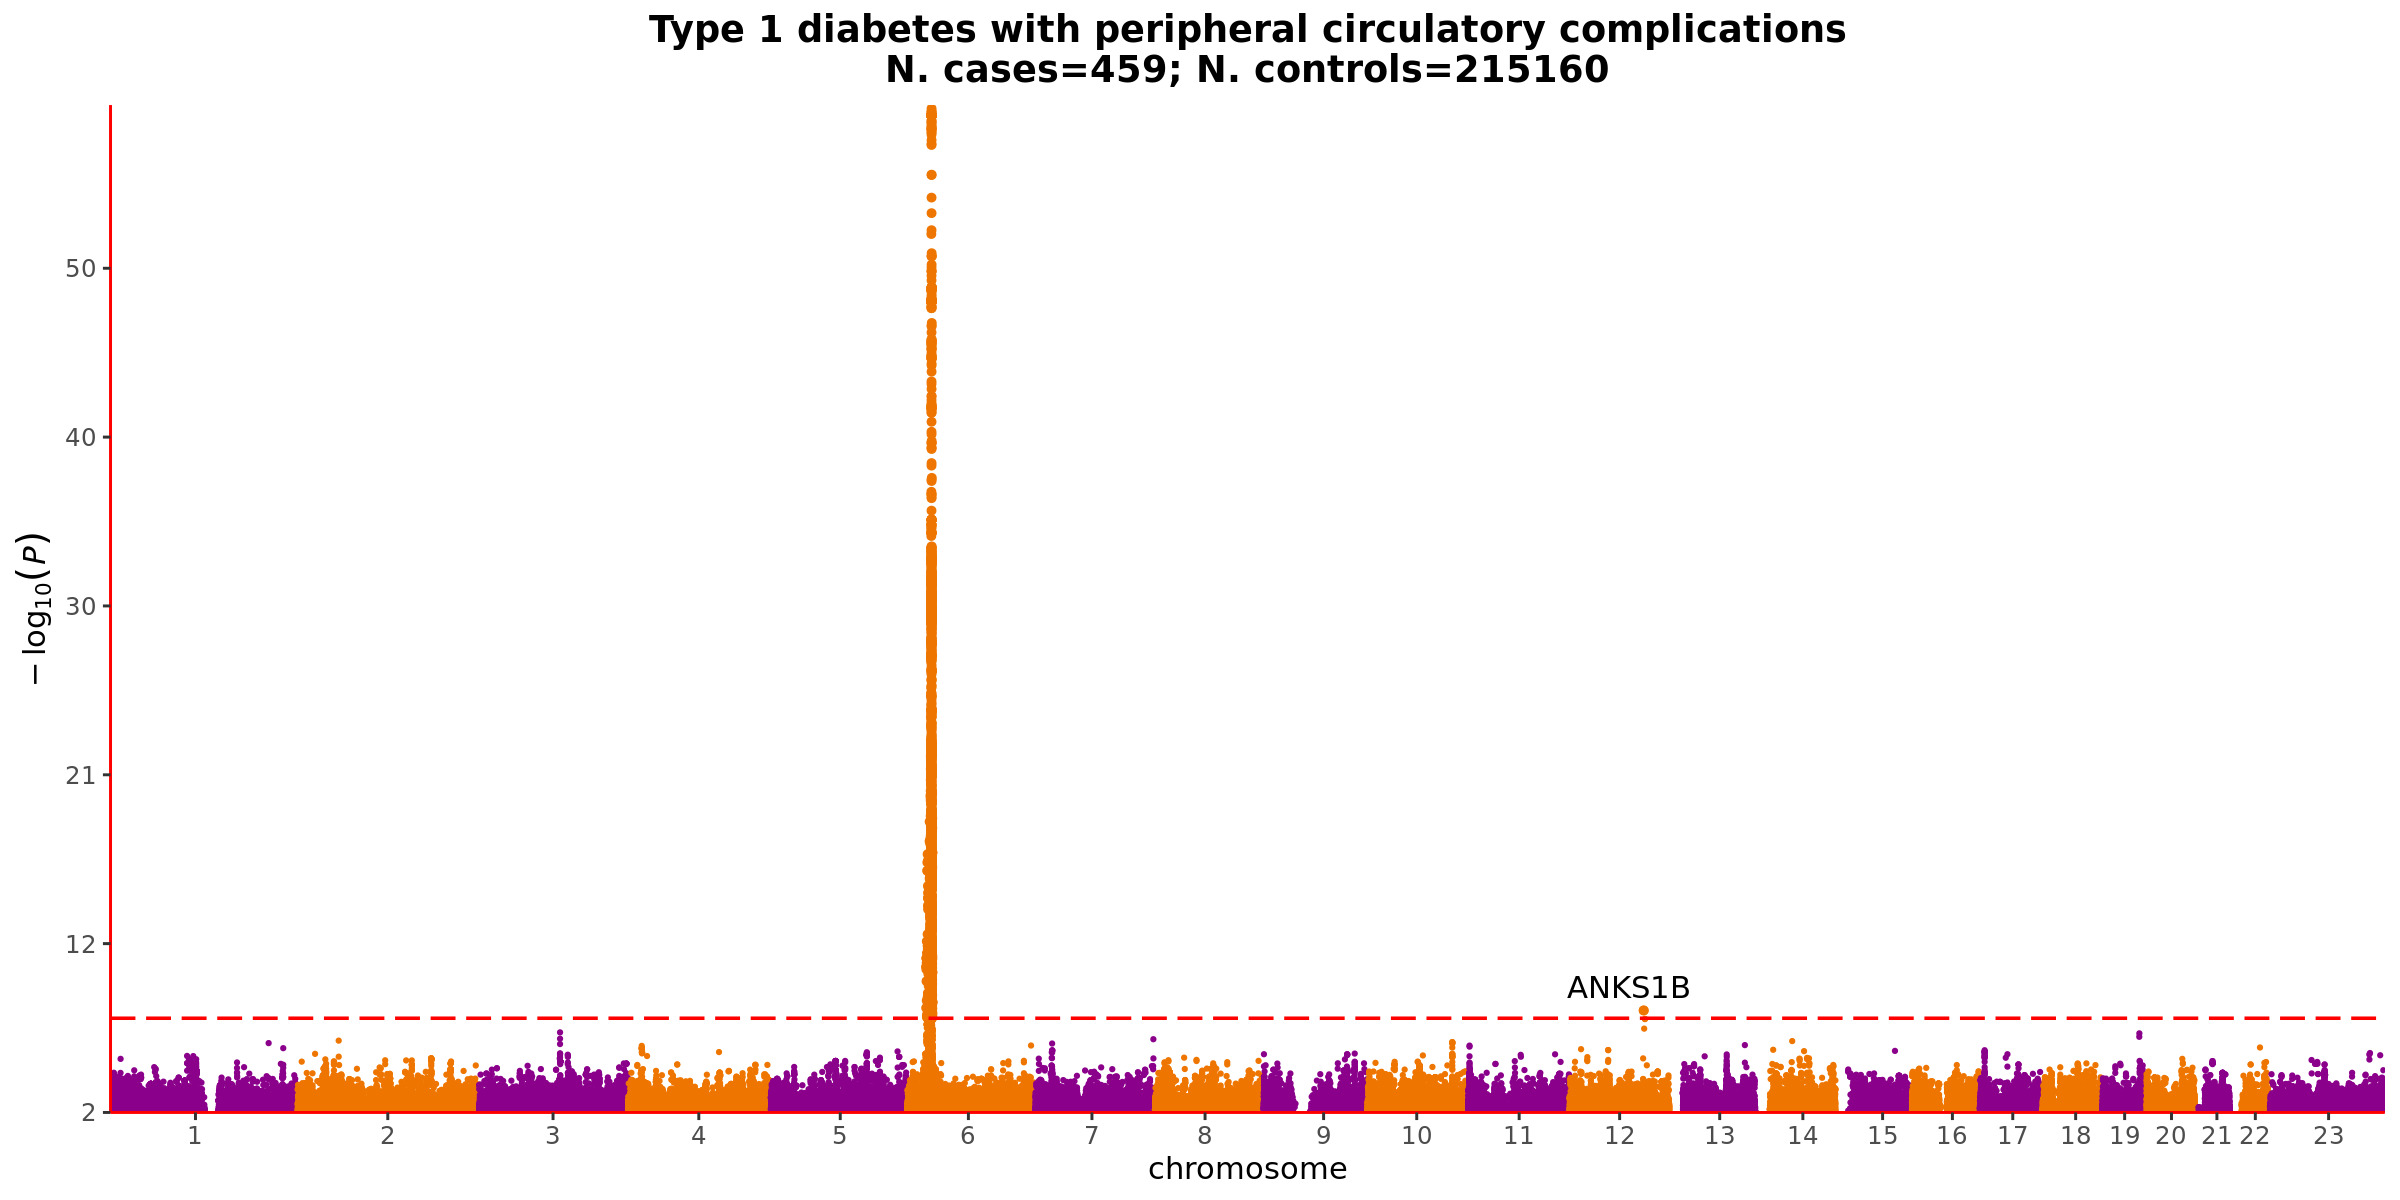 Type 1 diabetes with peripheral circulatory complications
N. cases=459; N. controls=215160
50
40
30
21
12
2
− log₁₀(P)
ANKS1B
1 2 3 4 5 6 7 8 9 10 11 12 13 14 15 16 17 18 19 20 21 22 23
chromosome